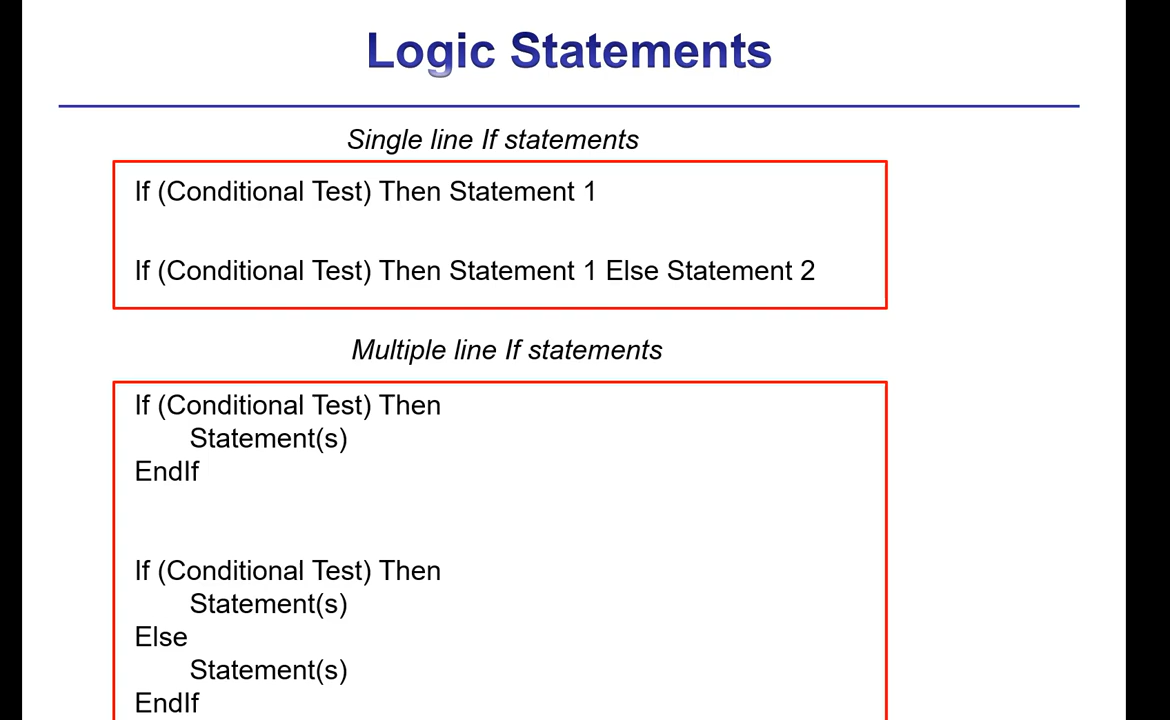 Logic Statements
Single line If statements
If (Conditional Test) Then Statement 1
If (Conditional Test) Then Statement 1 Else Statement 2
Multiple line If statements
If (Conditional Test) Then
Statement(s)
EndIf
If (Conditional Test) Then
Statement(s)
Else
Statement(s)
EndIf